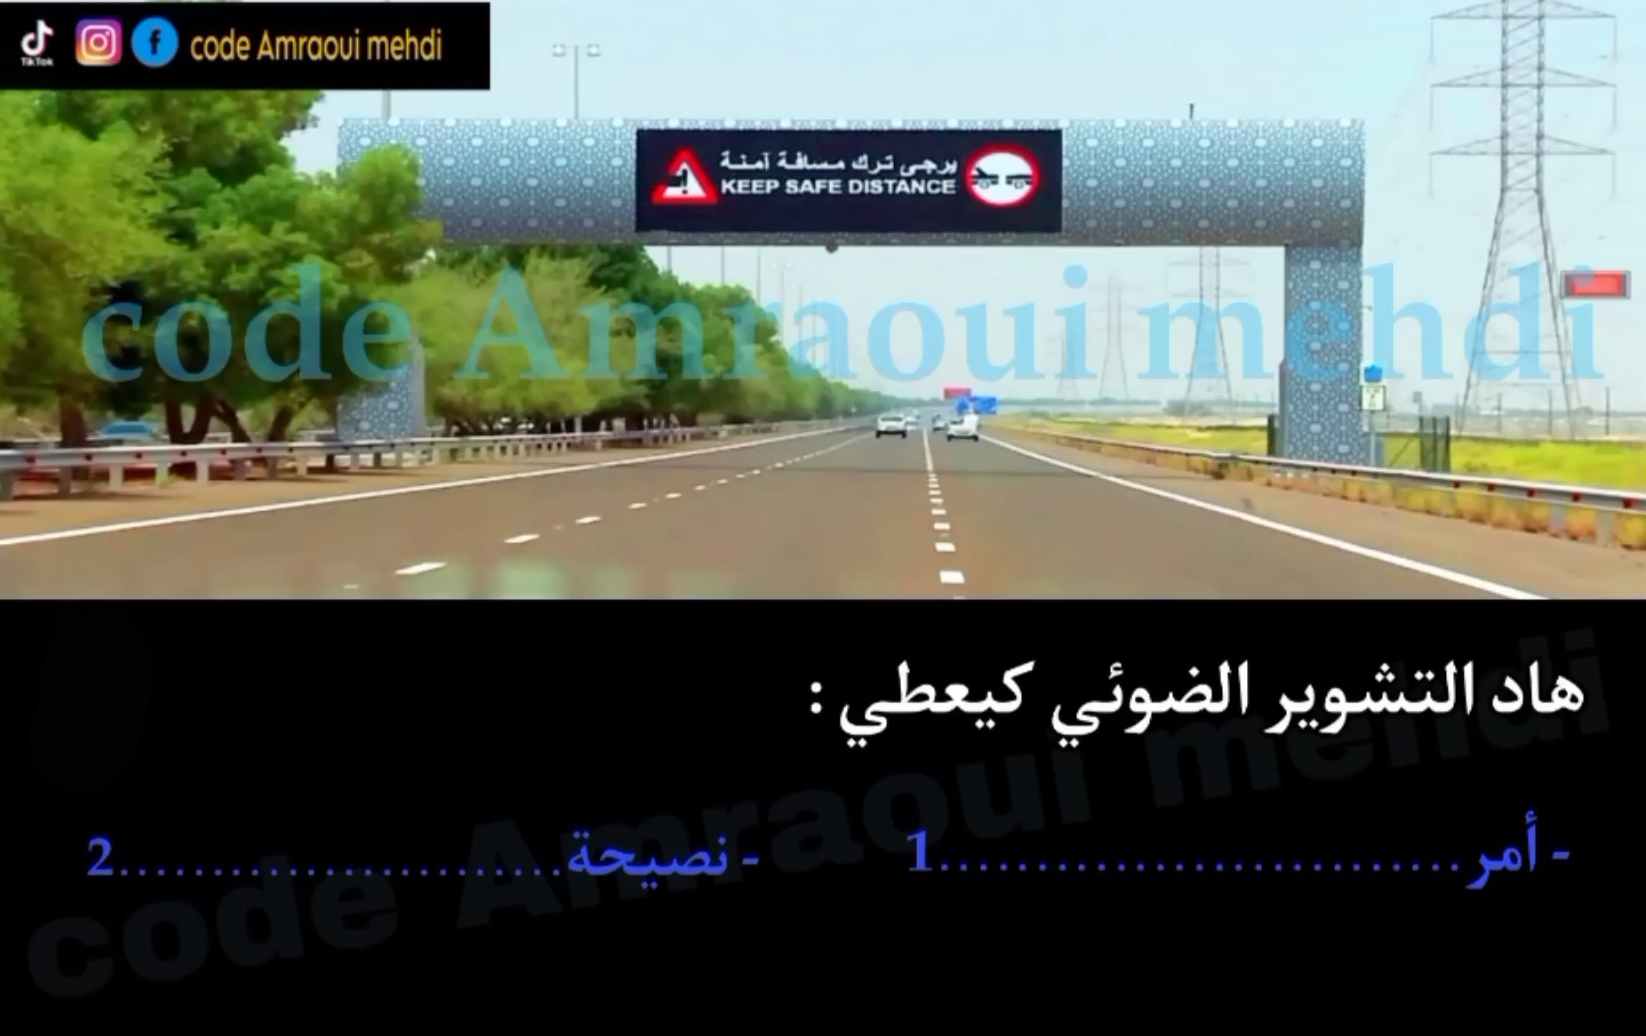 TikTok
code Amraoui mehdi
يرجى ترك مسافة آمنة
KEEP SAFE DISTANCE
code Amraoui mehdi
هاد التشوير الضوئي كيعطي :
- أمر............................1
- نصيحة........................2
code Amraoui mehdi